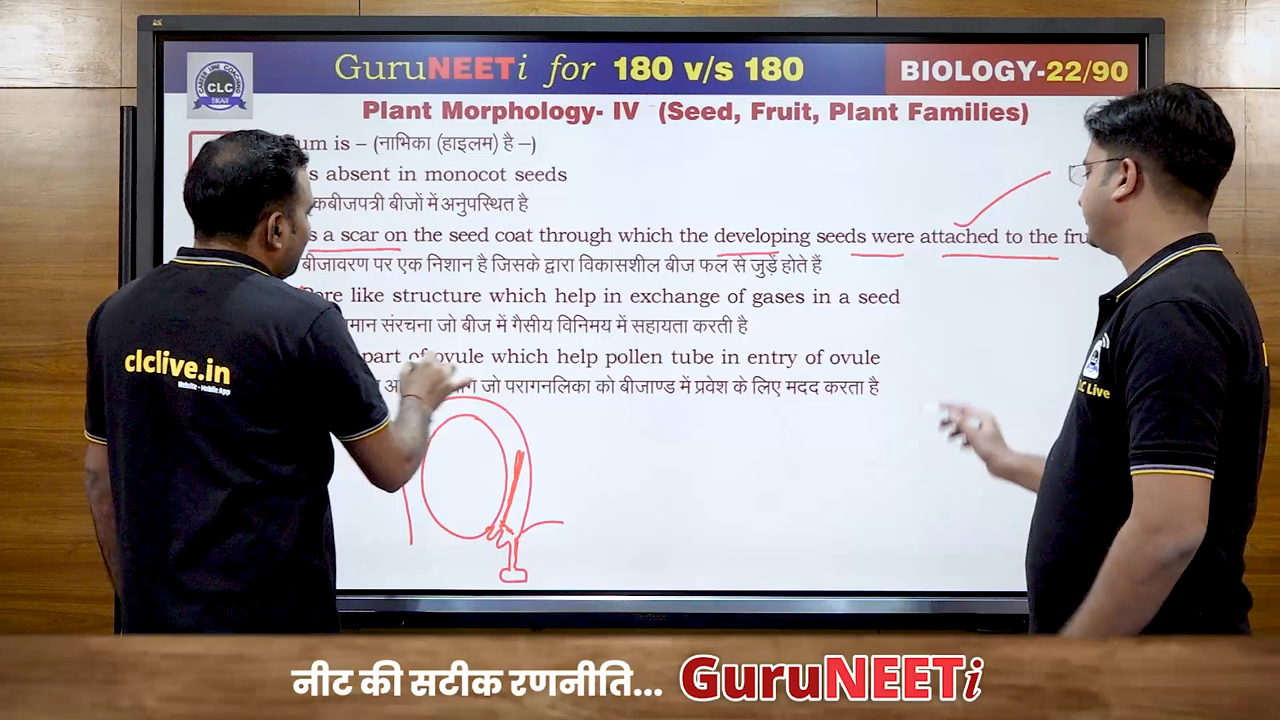 CLC
SIKAR
GuruNEETi for 180 v/s 180
BIOLOGY-22/90
Plant Morphology- IV (Seed, Fruit, Plant Families)
um is – (नाभिका (हाइलम) है –)
s absent in monocot seeds
कबीजपत्री बीजों में अनुपस्थित है
s a scar on the seed coat through which the developing seeds were attached to the fru
बीजावरण पर एक निशान है जिसके द्वारा विकासशील बीज फल से जुड़ें होते हैं
Pore like structure which help in exchange of gases in a seed
मान संरचना जो बीज में गैसीय विनिमय में सहायता करती है
part of ovule which help pollen tube in entry of ovule
जो परागनलिका को बीजाण्ड में प्रवेश के लिए मदद करता है
clclive.in
Website - Mobile App
LC Live
नीट की सटीक रणनीति... GuruNEETi